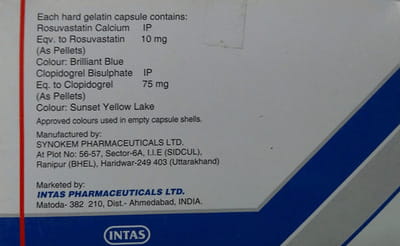 Each hard gelatin capsule contains:
Rosuvastatin Calcium IP
Eqv. to Rosuvastatin 10 mg
(As Pellets)
Colour: Brilliant Blue
Clopidogrel Bisulphate IP
Eq. to Clopidogrel 75 mg
(As Pellets)
Colour: Sunset Yellow Lake
Approved colours used in empty capsule shells.
Manufactured by:
SYNOKEM PHARMACEUTICALS LTD.
At Plot No: 56-57, Sector-6A, I.I.E (SIDCUL),
Ranipur (BHEL), Haridwar-249 403 (Uttarakhand)
Marketed by:
INTAS PHARMACEUTICALS LTD.
Matoda- 382 210, Dist.- Ahmedabad, INDIA.
INTAS